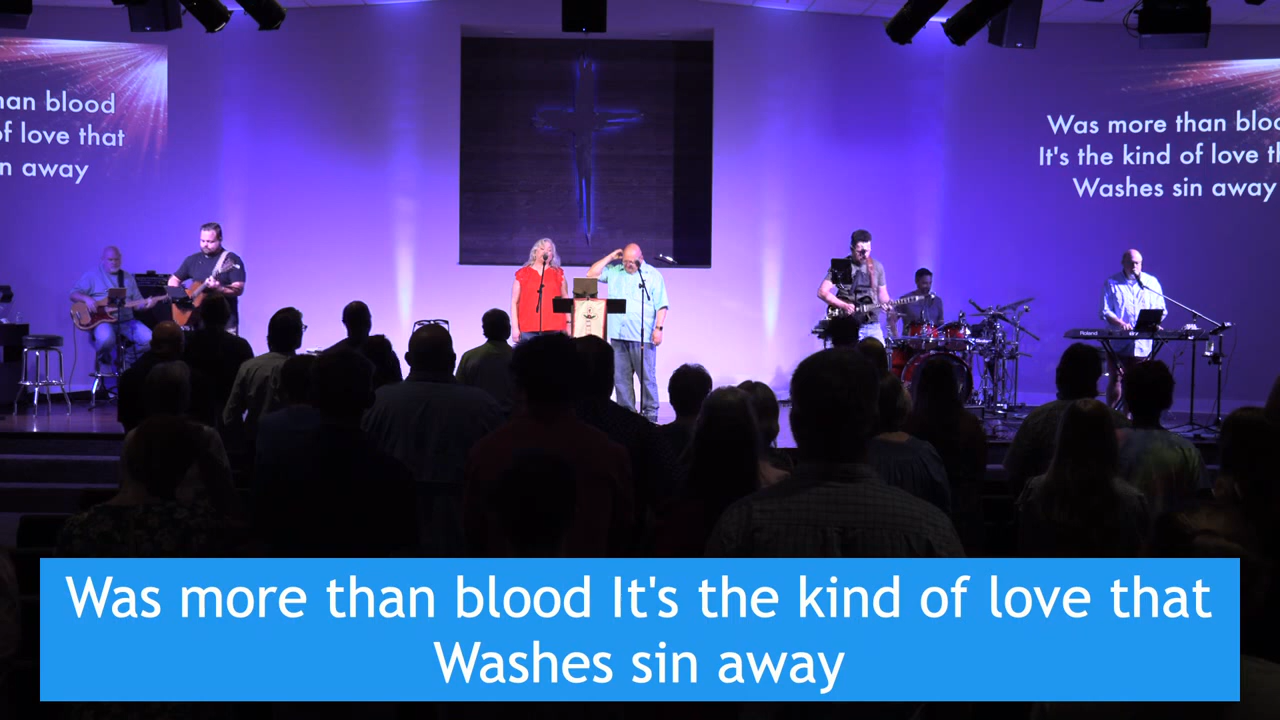 han blood
of love that
n away
Was more than bloo
It's the kind of love th
Washes sin away
Roland
Was more than blood It's the kind of love that
Washes sin away